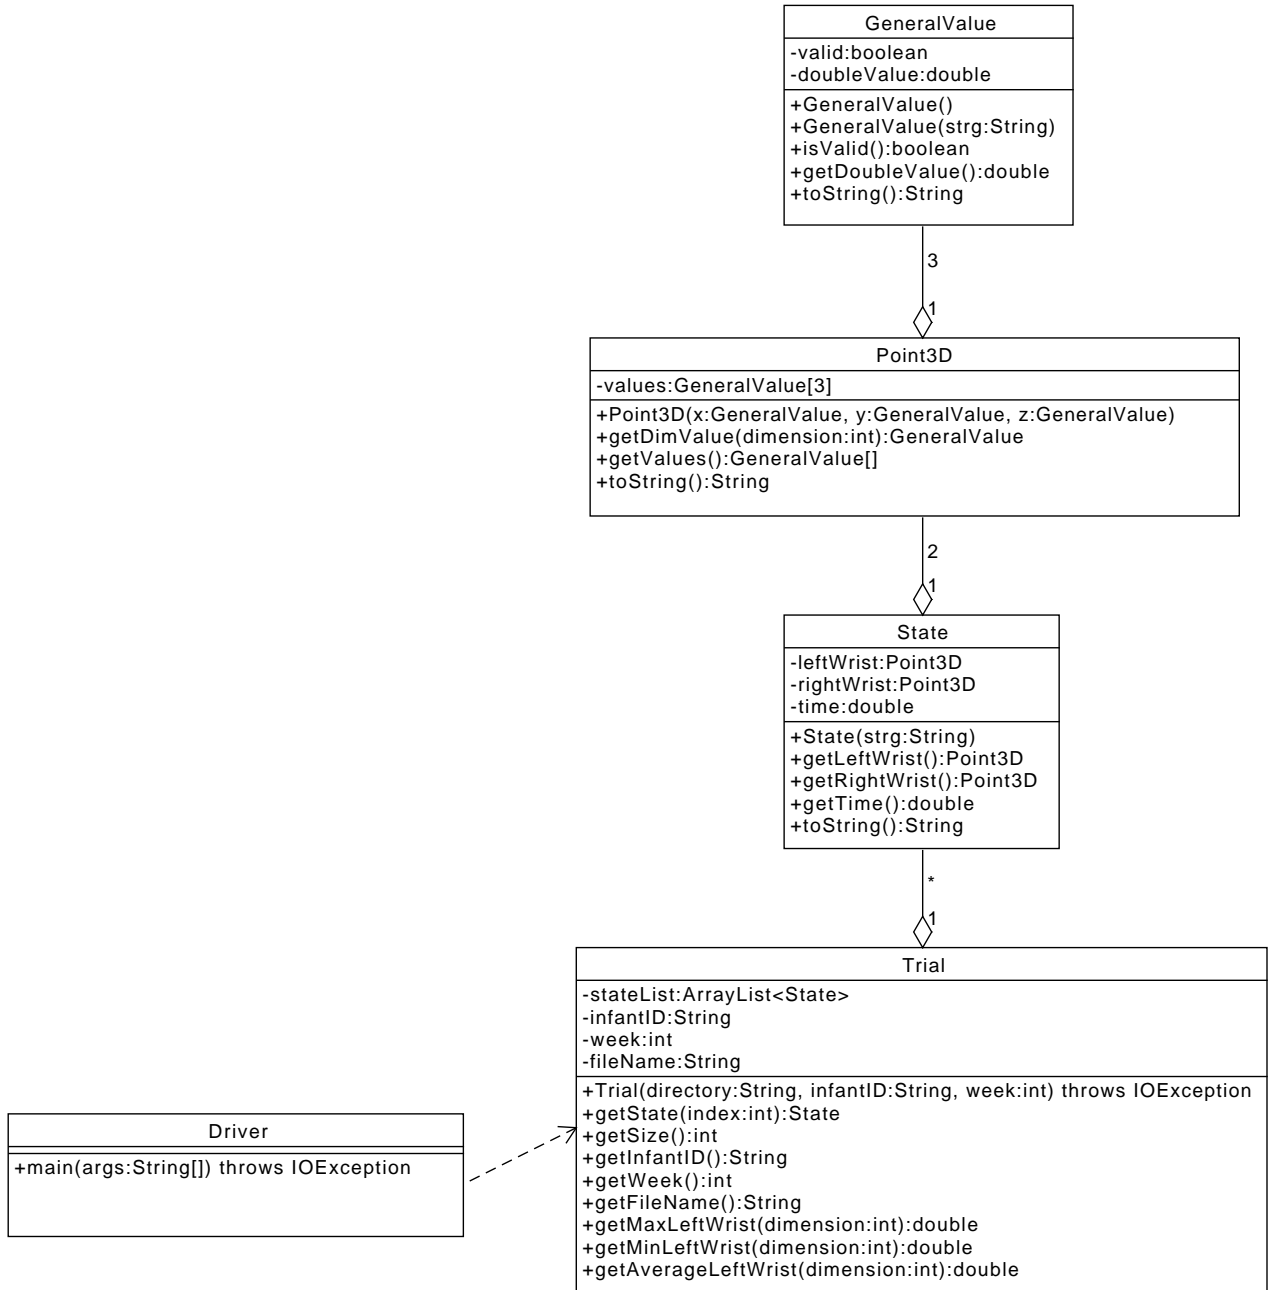 GeneralValue
-valid:boolean
-doubleValue:double
+GeneralValue()
+GeneralValue(strg:String)
+isValid():boolean
+getDoubleValue():double
+toString():String
3
1
Point3D
-values:GeneralValue[3]
+Point3D(x:GeneralValue, y:GeneralValue, z:GeneralValue)
+getDimValue(dimension:int):GeneralValue
+getValues():GeneralValue[]
+toString():String
2
1
State
-leftWrist:Point3D
-rightWrist:Point3D
-time:double
+State(strg:String)
+getLeftWrist():Point3D
+getRightWrist():Point3D
+getTime():double
+toString():String
*
1
Trial
-stateList:ArrayList<State>
-infantID:String
-week:int
-fileName:String
+Trial(directory:String, infantID:String, week:int) throws IOException
+getState(index:int):State
+getSize():int
+getInfantID():String
+getWeek():int
+getFileName():String
+getMaxLeftWrist(dimension:int):double
+getMinLeftWrist(dimension:int):double
+getAverageLeftWrist(dimension:int):double
Driver
+main(args:String[]) throws IOException